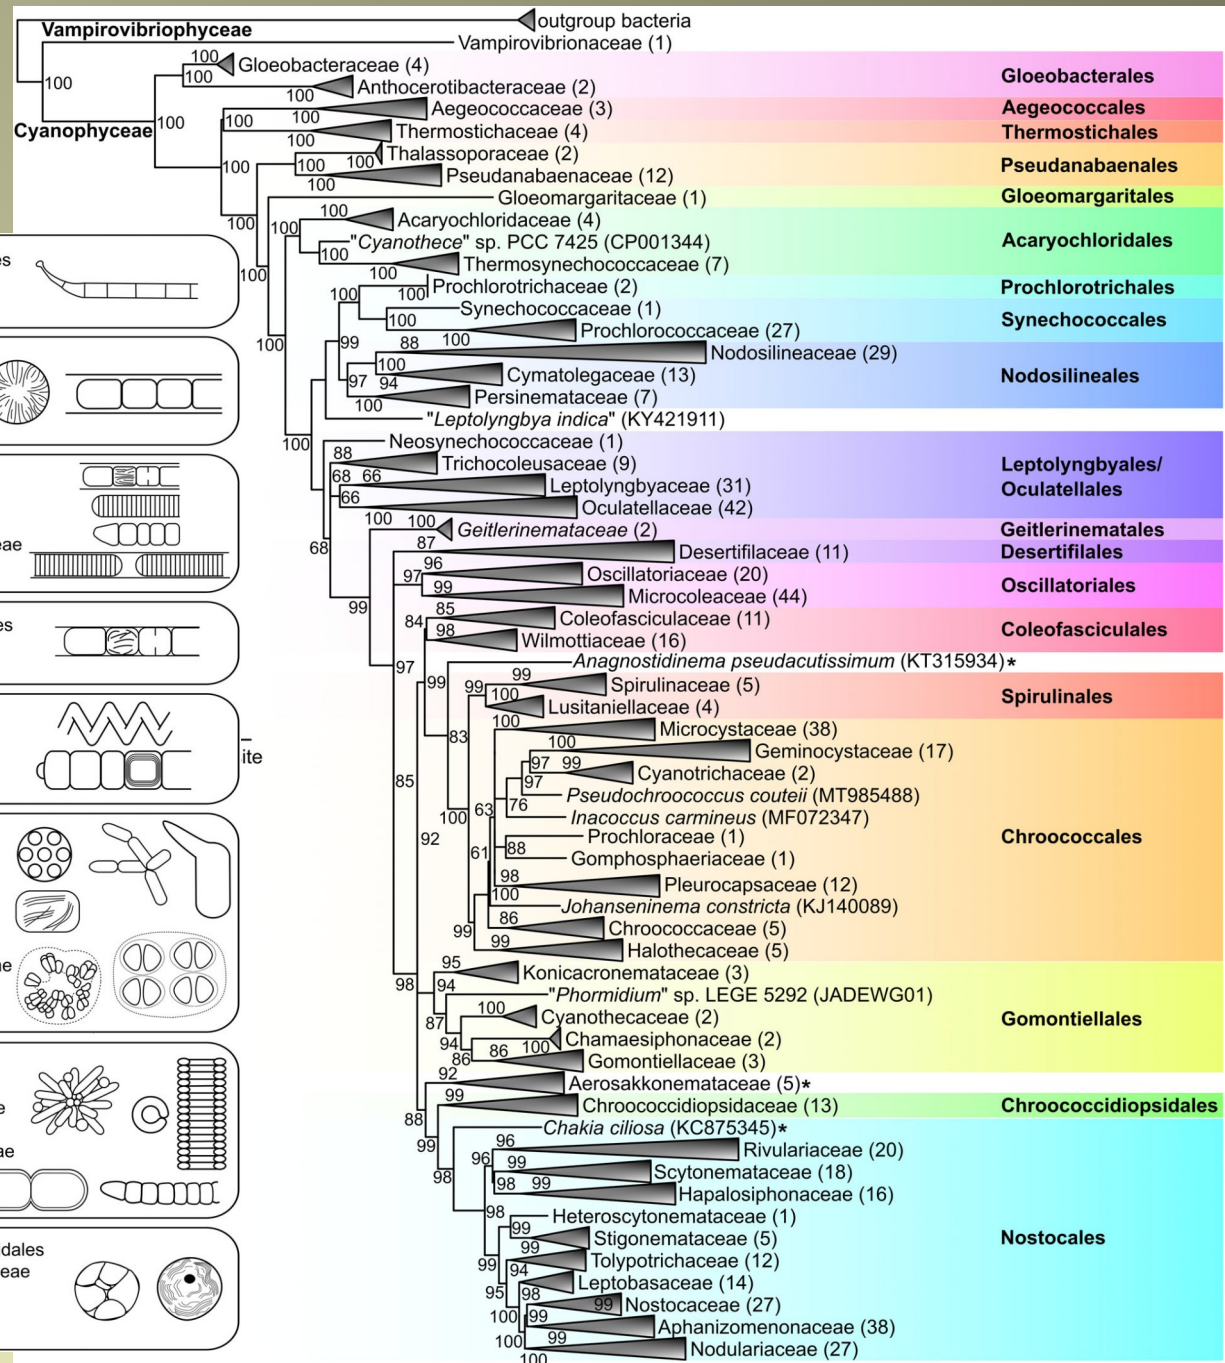 outgroup bacteria
Vampirovibriophyceae
Vampirovibrionaceae (1)
100
100
Gloeobacteraceae (4)
100
Anthocerotibacteraceae (2)
100
Gloeobacterales
Cyanophyceae
100
100
100
Aegeococcaceae (3)
Aegeococcales
Thermostichaceae (4)
100
Thermostichales
100
Thalassoporaceae (2)
100
100
Pseudanabaenaceae (12)
100
Pseudanabaenales
Gloeomargaritaceae (1)
Gloeomargaritales
100
100
100
Acaryochloridaceae (4)
"Cyanothece" sp. PCC 7425 (CP001344)
100
Thermosynechococcaceae (7)
Acaryochloridales
100
100
100
100
Prochlorotrichaceae (2)
Prochlorotrichales
Synechococcaceae (1)
100
Prochlorococcaceae (27)
100
Synechococcales
100
99
88
Nodosilineaceae (29)
100
Cymatolegaceae (13)
97
94
Persinemataceae (7)
100
Nodosilineales
"Leptolyngbya indica" (KY421911)
100
Neosynechococcaceae (1)
88
Trichocoleusaceae (9)
68
66
Leptolyngbyaceae (31)
66
Oculatellaceae (42)
Leptolyngbyales/
Oculatellales
100
100
Geitlerinemataceae (2)
Geitlerinematales
68
87
Desertifilaceae (11)
Desertifilales
96
Oscillatoriaceae (20)
97
99
Microcoleaceae (44)
Oscillatoriales
99
85
Coleofasciculaceae (11)
84
98
Wilmottiaceae (16)
Coleofasciculales
97
Anagnostidinema pseudacutissimum (KT315934)*
99
99
99
Spirulinaceae (5)
100
Lusitaniellaceae (4)
Spirulinales
83
100
Microcystaceae (38)
100
Geminocystaceae (17)
97
99
Cyanotrichaceae (2)
97
Pseudochroococcus couteii (MT985488)
76
Inacoccus carmineus (MF072347)
85
100
63
92
Prochloraceae (1)
88
Gomphosphaeriaceae (1)
61
Chroococcales
98
Pleurocapsaceae (12)
100
Johanseninema constricta (KJ140089)
86
Chroococcaceae (5)
99
99
Halothecaceae (5)
95
Konicacronemataceae (3)
98
94
"Phormidium" sp. LEGE 5292 (JADEWG01)
100
Cyanothecaceae (2)
87
Gomontiellales
94
100
Chamaesiphonaceae (2)
86
86
Gomontiellaceae (3)
92
Aerosakkonemataceae (5)*
99
Chroococcidiopsidaceae (13)
Chroococcidiopsidales
88
Chakia ciliosa (KC875345)*
99
96
Rivulariaceae (20)
96
99
Scytonemataceae (18)
98
98
99
Hapalosiphonaceae (16)
98
Heteroscytonemataceae (1)
99
Stigonemataceae (5)
Nostocales
99
99
Tolypotrichaceae (12)
94
Leptobasaceae (14)
95
98
99
Nostocaceae (27)
100
99
Aphanizomenonaceae (38)
99
100
Nodulariaceae (27)
100
es
eae
es
ite
ne
e
ae
idales
eae